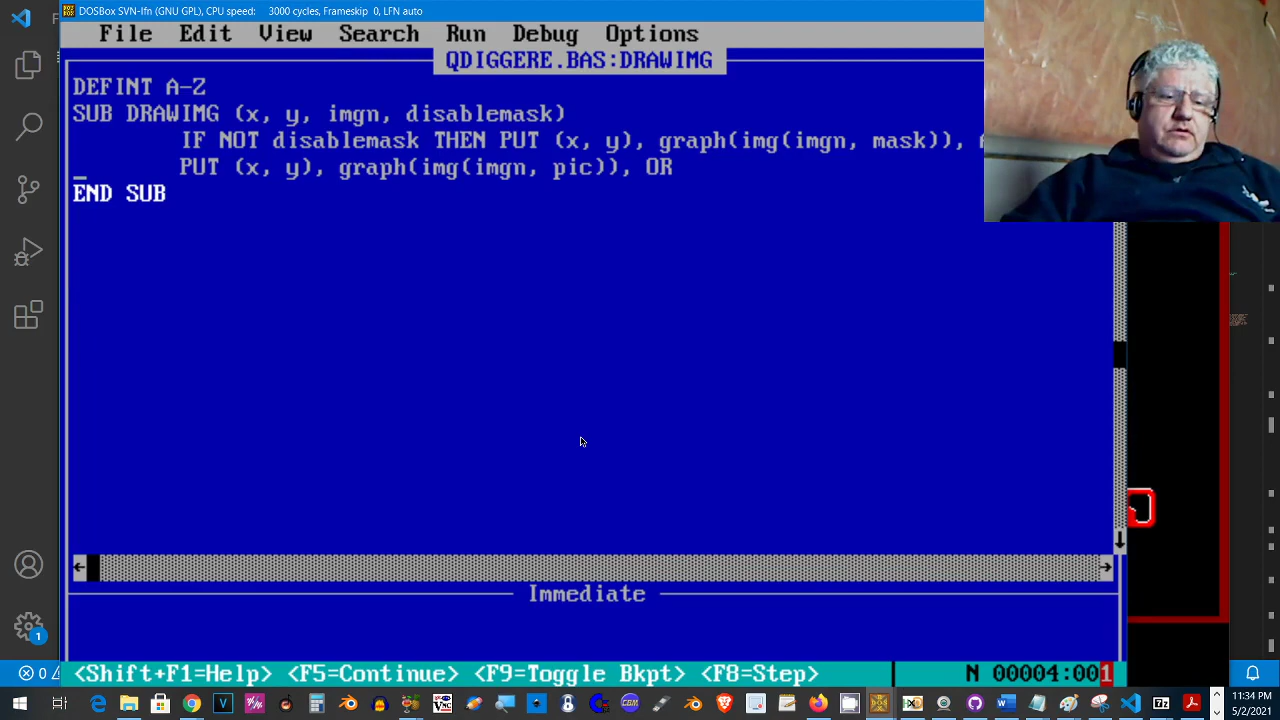 DOSBox SVN-lfn (GNU GPL), CPU speed: 3000 cycles, Frameskip 0, LFN auto
File Edit View Search Run Debug Options
QDIGGERE.BAS:DRAWIMG
DEFINT A-Z
SUB DRAWIMG (x, y, imgn, disablemask)
IF NOT disablemask THEN PUT (x, y), graph(img(imgn, mask)),
PUT (x, y), graph(img(imgn, pic)), OR
END SUB
Immediate
<Shift+F1=Help> <F5=Continue> <F9=Toggle Bkpt> <F8=Step> N 00004:001
1
0
11:34 PM
5/2/2021